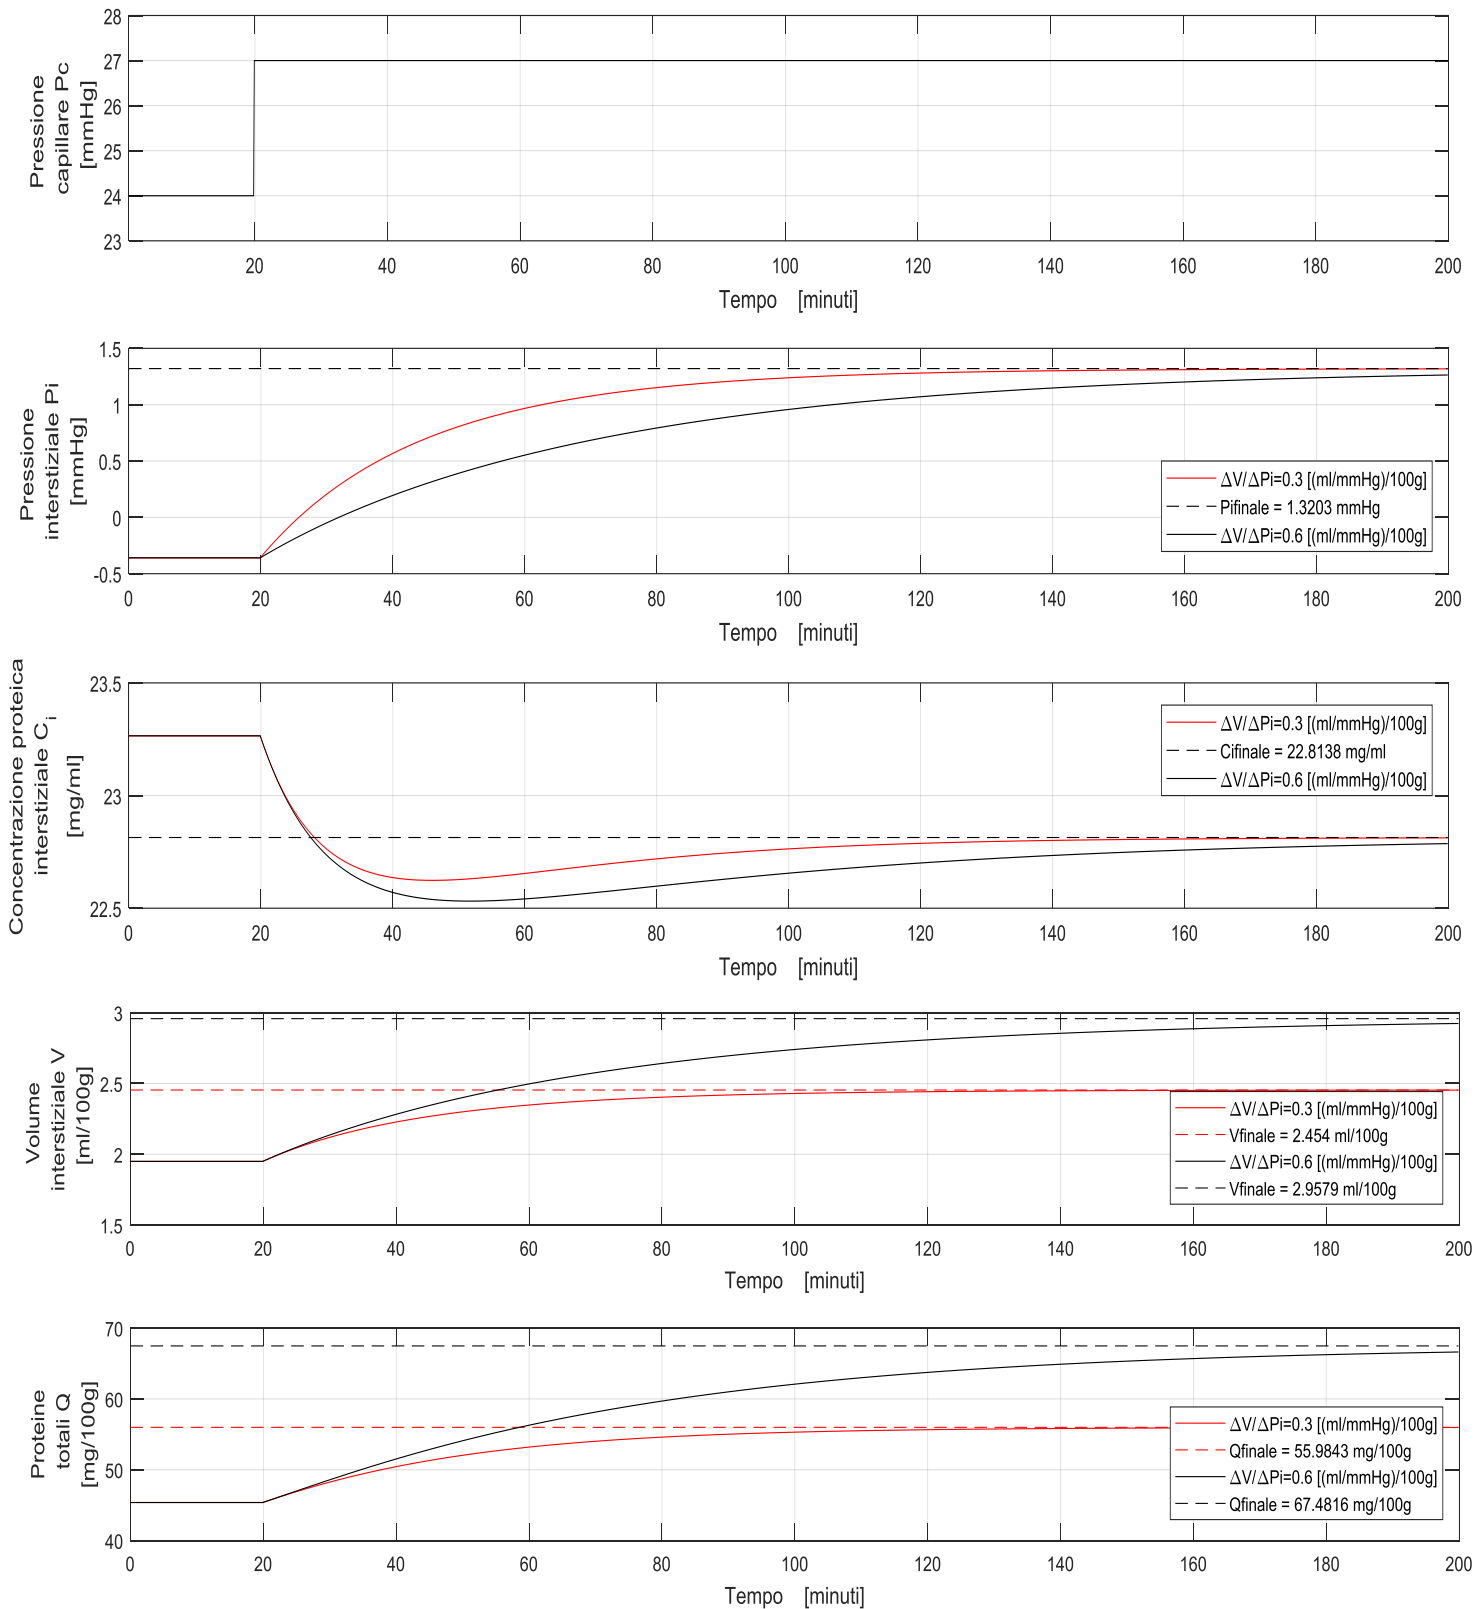 28
27
26
25
24
23
Pressione
capillare Pc
[mmHg]
20 40 60 80 100 120 140 160 180 200
Tempo [minuti]
1.5
1
0.5
0
-0.5
Pressione
interstiziale Pi
[mmHg]
ΔV/ΔPi=0.3 [(ml/mmHg)/100g]
Pifinale = 1.3203 mmHg
ΔV/ΔPi=0.6 [(ml/mmHg)/100g]
0 20 40 60 80 100 120 140 160 180 200
Tempo [minuti]
23.5
23
22.5
Concentrazione proteica
interstiziale Ci
[mg/ml]
ΔV/ΔPi=0.3 [(ml/mmHg)/100g]
Cifinale = 22.8138 mg/ml
ΔV/ΔPi=0.6 [(ml/mmHg)/100g]
0 20 40 60 80 100 120 140 160 180 200
Tempo [minuti]
3
2.5
2
1.5
Volume
interstiziale V
[ml/100g]
ΔV/ΔPi=0.3 [(ml/mmHg)/100g]
Vfinale = 2.454 ml/100g
ΔV/ΔPi=0.6 [(ml/mmHg)/100g]
Vfinale = 2.9579 ml/100g
0 20 40 60 80 100 120 140 160 180 200
Tempo [minuti]
70
60
50
40
Proteine
totali Q
[mg/100g]
ΔV/ΔPi=0.3 [(ml/mmHg)/100g]
Qfinale = 55.9843 mg/100g
ΔV/ΔPi=0.6 [(ml/mmHg)/100g]
Qfinale = 67.4816 mg/100g
0 20 40 60 80 100 120 140 160 180 200
Tempo [minuti]